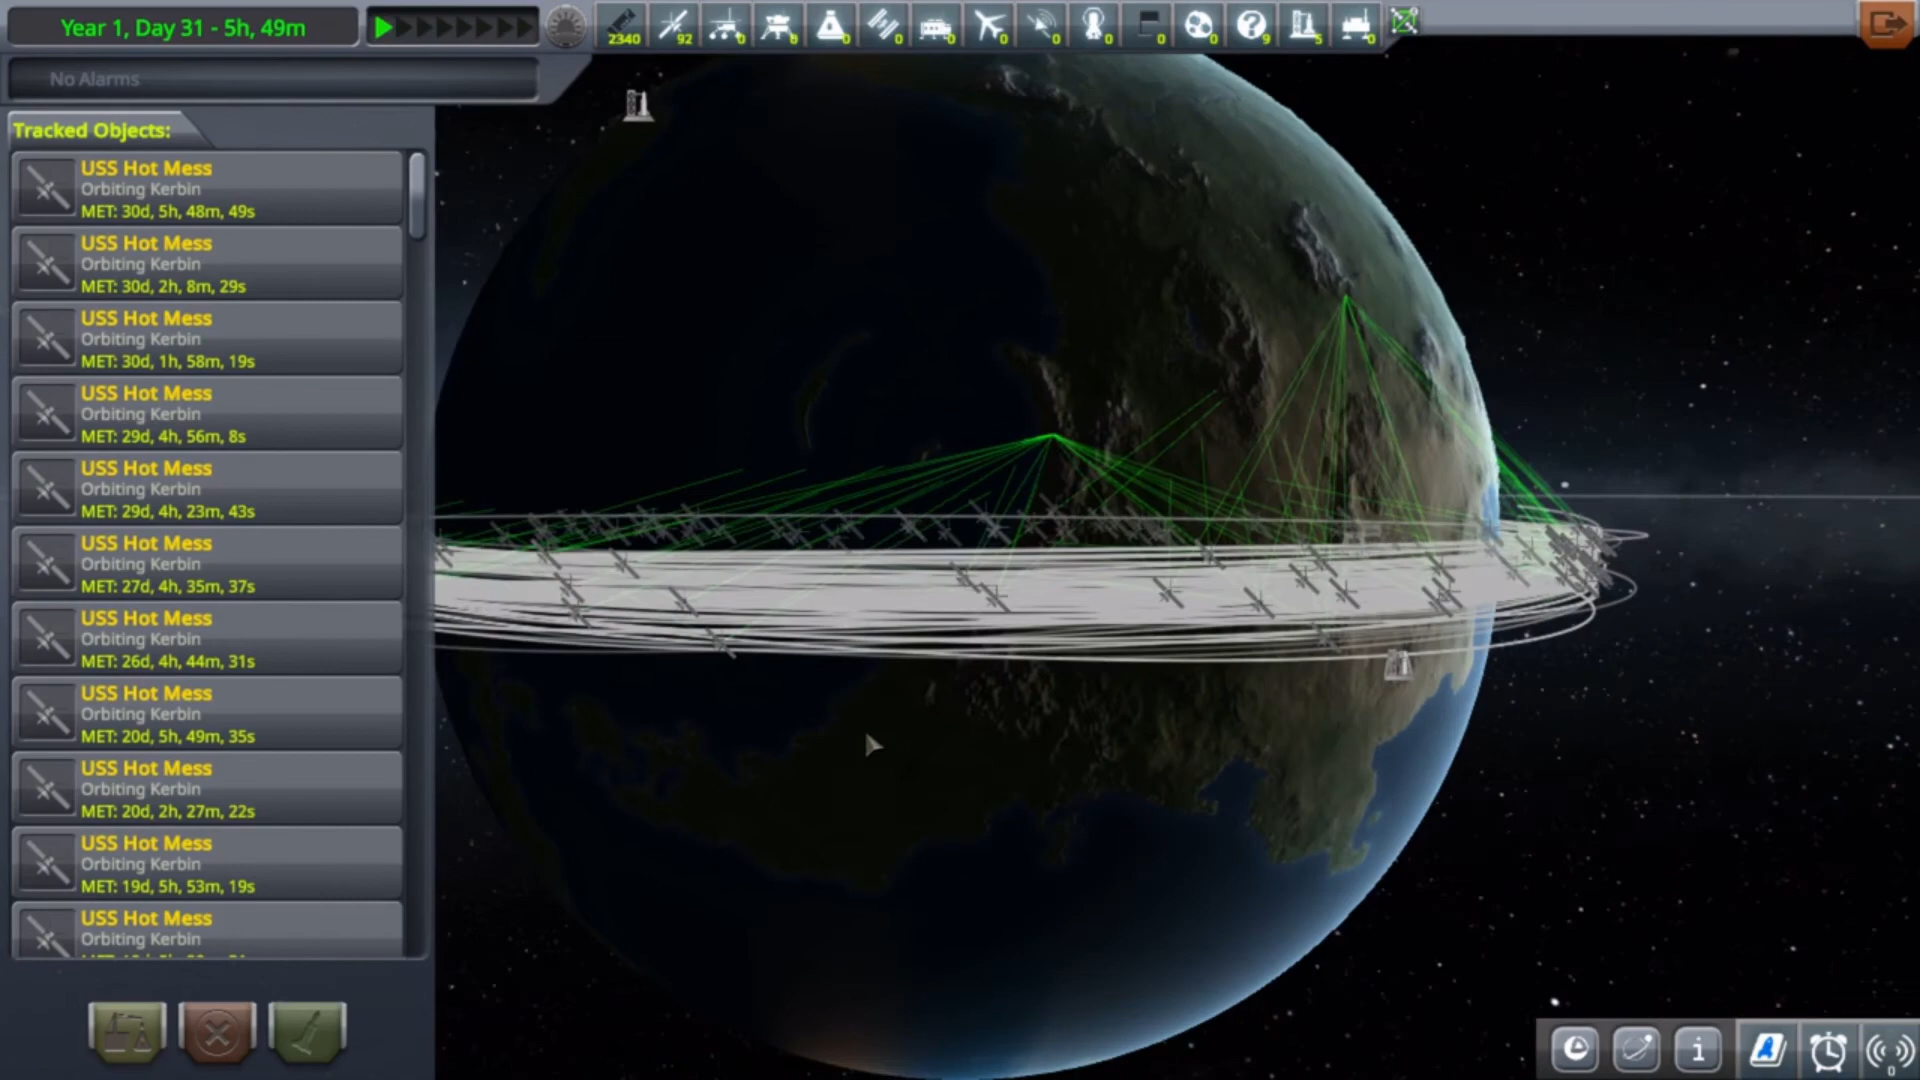 Year 1, Day 31 - 5h, 49m
2340
92
0
0
0
0
0
0
0
0
0
0
9
5
0
No Alarms
Tracked Objects:
USS Hot Mess
Orbiting Kerbin
MET: 30d, 5h, 48m, 49s
USS Hot Mess
Orbiting Kerbin
MET: 30d, 2h, 8m, 29s
USS Hot Mess
Orbiting Kerbin
MET: 30d, 1h, 58m, 19s
USS Hot Mess
Orbiting Kerbin
MET: 29d, 4h, 56m, 8s
USS Hot Mess
Orbiting Kerbin
MET: 29d, 4h, 23m, 43s
USS Hot Mess
Orbiting Kerbin
MET: 27d, 4h, 35m, 37s
USS Hot Mess
Orbiting Kerbin
MET: 26d, 4h, 44m, 31s
USS Hot Mess
Orbiting Kerbin
MET: 20d, 5h, 49m, 35s
USS Hot Mess
Orbiting Kerbin
MET: 20d, 2h, 27m, 22s
USS Hot Mess
Orbiting Kerbin
MET: 19d, 5h, 53m, 19s
USS Hot Mess
Orbiting Kerbin
0